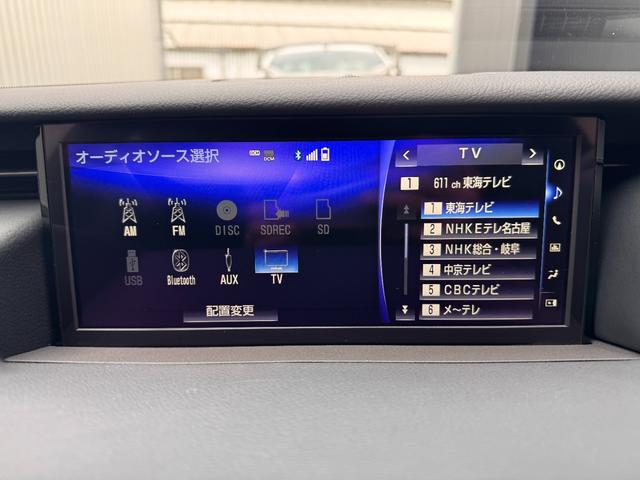 オーディオソース選択
DCM
AM FM DISC SDREC SD
USB Bluetooth AUX TV
配置変更
< TV >
1 611 ch 東海テレビ
1 東海テレビ
2 NHKEテレ名古屋
3 NHK総合・岐阜
4 中京テレビ
5 CBCテレビ
6 メ〜テレ